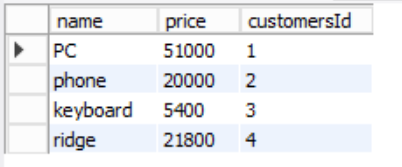 name price customersId
PC 51000 1
phone 20000 2
keyboard 5400 3
ridge 21800 4